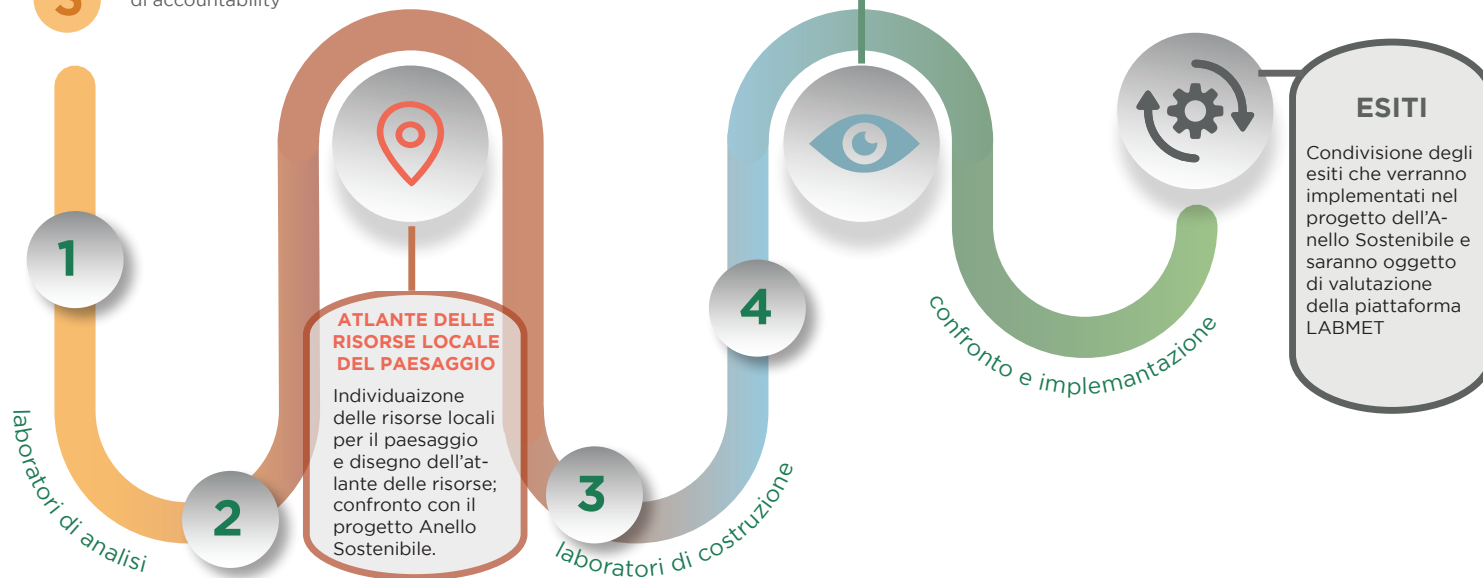 3
di accountability
1
2
laboratori di analisi
ATLANTE DELLE
RISORSE LOCALE
DEL PAESAGGIO
Individuaizone
delle risorse locali
per il paesaggio
e disegno dell'at-
lante delle risorse;
confronto con il
progetto Anello
Sostenibile.
3
4
laboratori di costruzione
confronto e implemantazione
ESITI
Condivisione degli
esiti che verranno
implementati nel
progetto dell'A-
nello Sostenibile e
saranno oggetto
di valutazione
della piattaforma
LABMET